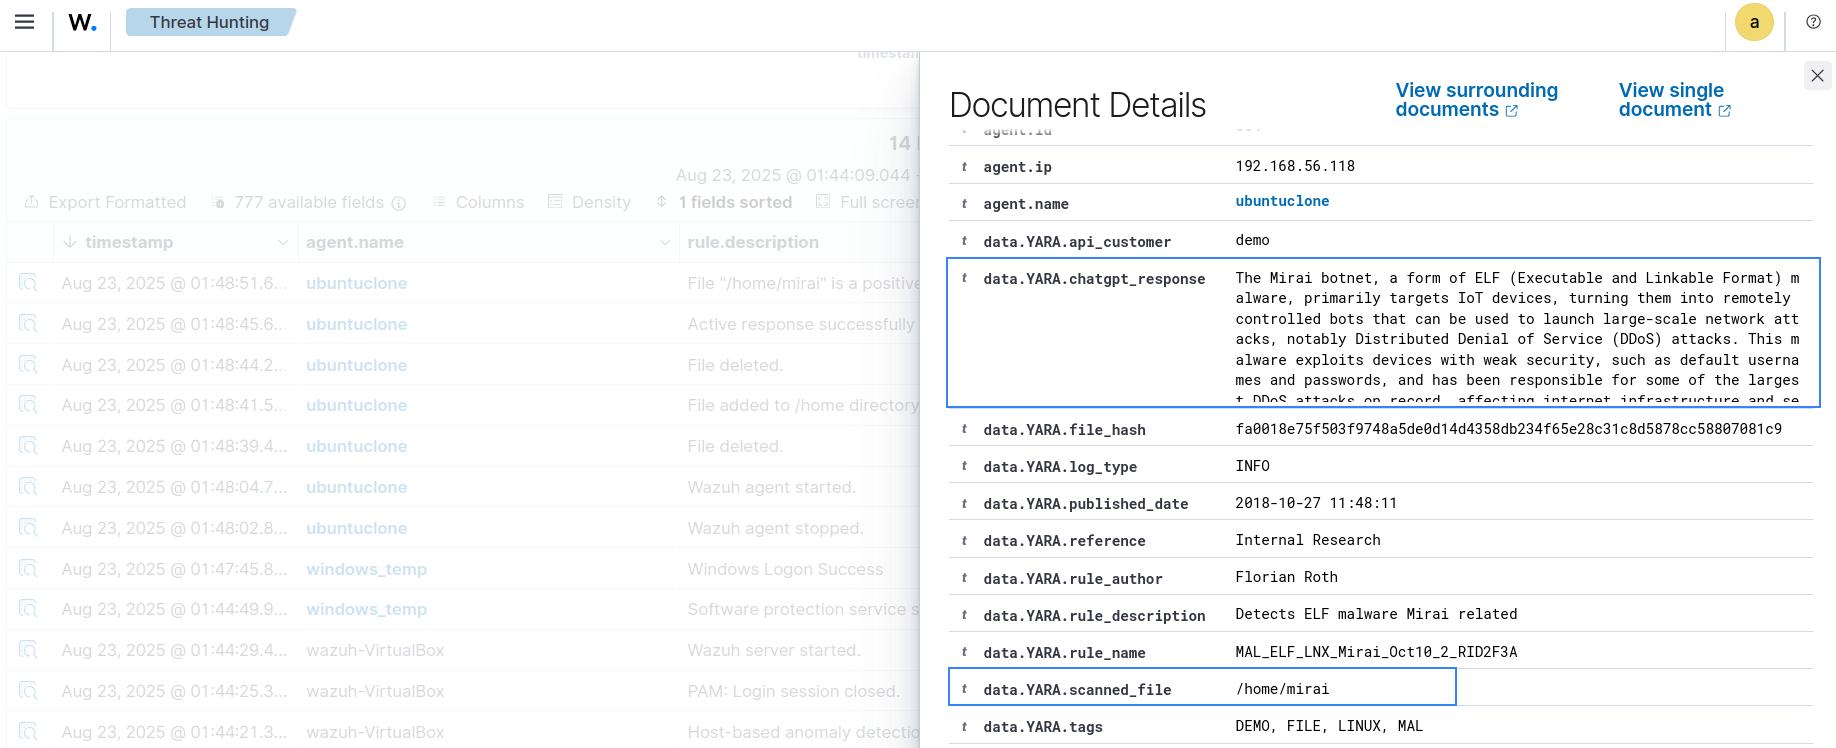 W.
Threat Hunting
a
timestam
14
Aug 23, 2025 @ 01:44:09.044 -
Export Formatted
777 available fields
Columns
Density
1 fields sorted
Full screen
timestamp
agent.name
rule.description
Aug 23, 2025 @ 01:48:51.6...
ubuntuclone
File "/home/mirai" is a positive
Aug 23, 2025 @ 01:48:45.6...
ubuntuclone
Active response successfully
Aug 23, 2025 @ 01:48:44.2...
ubuntuclone
File deleted.
Aug 23, 2025 @ 01:48:41.5...
ubuntuclone
File added to /home directory
Aug 23, 2025 @ 01:48:39.4...
ubuntuclone
File deleted.
Aug 23, 2025 @ 01:48:04.7...
ubuntuclone
Wazuh agent started.
Aug 23, 2025 @ 01:48:02.8...
ubuntuclone
Wazuh agent stopped.
Aug 23, 2025 @ 01:47:45.8...
windows_temp
Windows Logon Success
Aug 23, 2025 @ 01:44:49.9...
windows_temp
Software protection service s
Aug 23, 2025 @ 01:44:29.4...
wazuh-VirtualBox
Wazuh server started.
Aug 23, 2025 @ 01:44:25.3...
wazuh-VirtualBox
PAM: Login session closed.
Aug 23, 2025 @ 01:44:21.3...
wazuh-VirtualBox
Host-based anomaly detectio
Document Details
View surrounding
documents
View single
document
agent.id
t agent.ip 192.168.56.118
t agent.name ubuntuclone
t data.YARA.api_customer demo
t data.YARA.chatgpt_response The Mirai botnet, a form of ELF (Executable and Linkable Format) m
alware, primarily targets IoT devices, turning them into remotely
controlled bots that can be used to launch large-scale network att
acks, notably Distributed Denial of Service (DDoS) attacks. This m
alware exploits devices with weak security, such as default userna
mes and passwords, and has been responsible for some of the larges
t DDoS attacks on record, affecting internet infrastructure and se
t data.YARA.file_hash fa0018e75f503f9748a5de0d14d4358db234f65e28c31c8d5878cc58807081c9
t data.YARA.log_type INFO
t data.YARA.published_date 2018-10-27 11:48:11
t data.YARA.reference Internal Research
t data.YARA.rule_author Florian Roth
t data.YARA.rule_description Detects ELF malware Mirai related
t data.YARA.rule_name MAL_ELF_LNX_Mirai_Oct10_2_RID2F3A
t data.YARA.scanned_file /home/mirai
t data.YARA.tags DEMO, FILE, LINUX, MAL